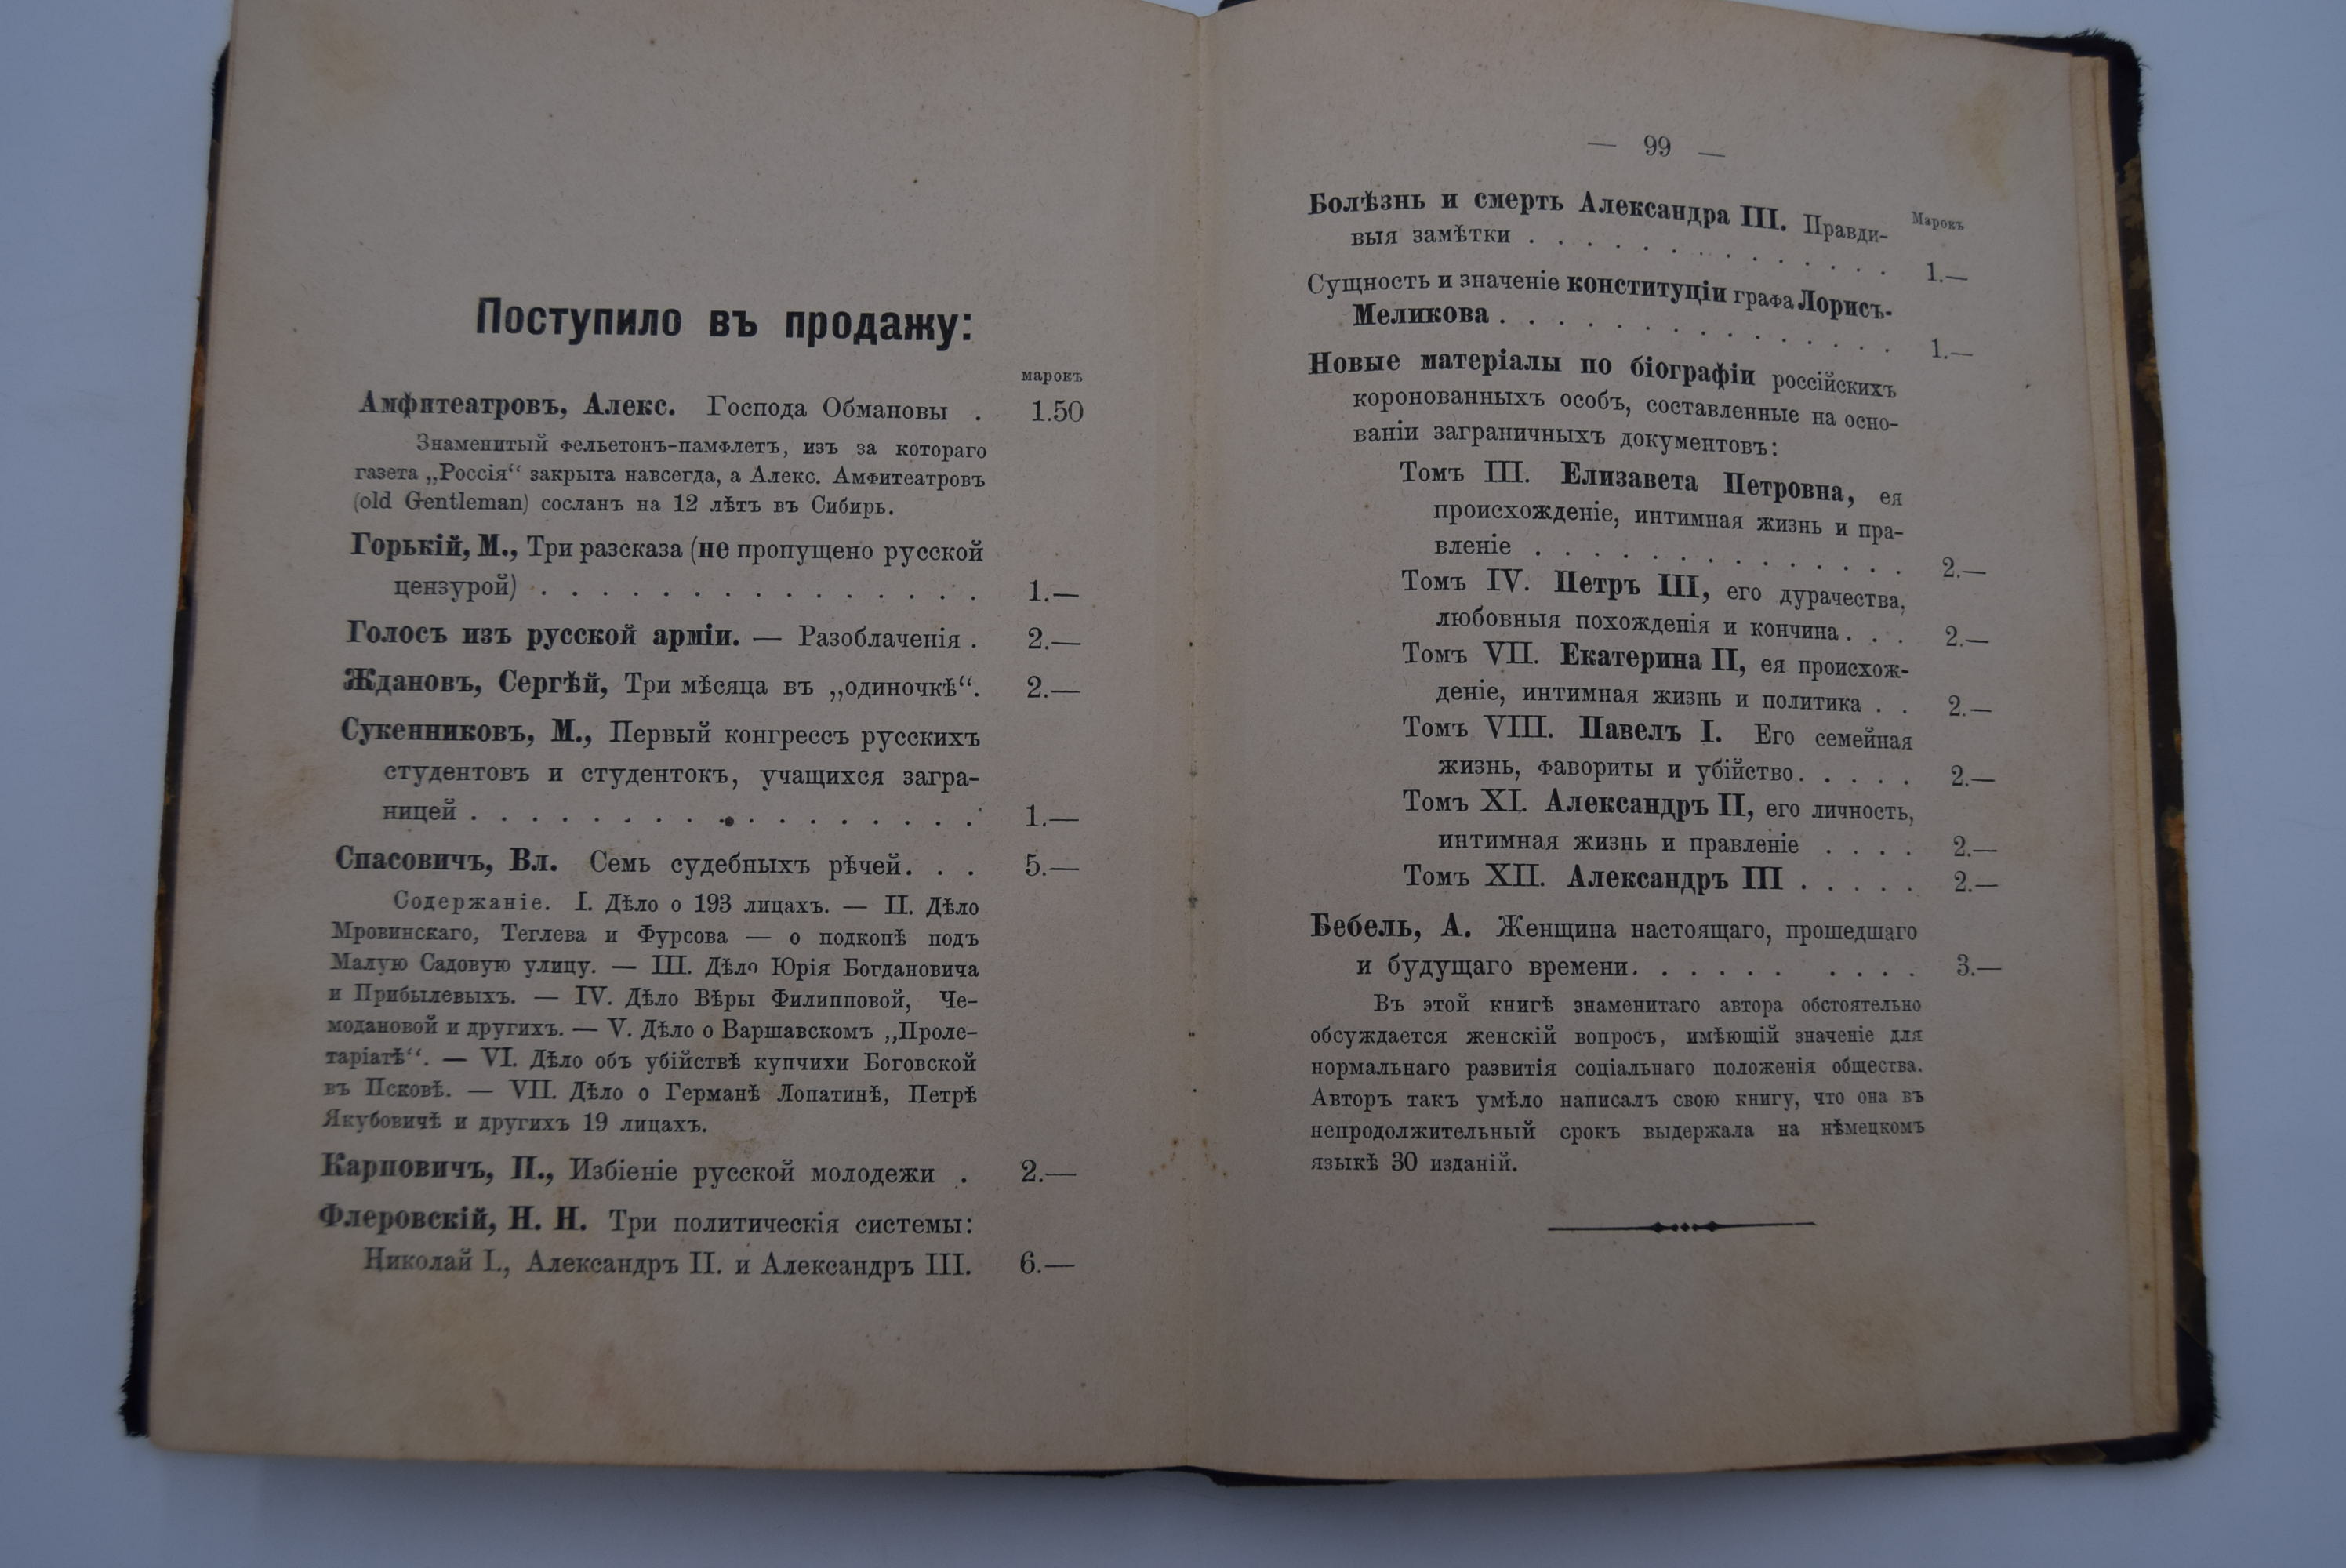 Поступило въ продажу:
марокъ
Амфитеатровъ, Алекс. Господа Обмановы . 1.50
Знаменитый фельетонъ-памфлетъ, изъ за котораго
газета „Россія“ закрыта навсегда, а Алекс. Амфитеатровъ
(old Gentleman) сосланъ на 12 лѣтъ въ Сибирь.
Горькій, М., Три разсказа (не пропущено русской
цензурой) . . . . . . . . . . . . . . . 1.—
Голосъ изъ русской арміи. — Разоблаченія . 2.—
Ждановъ, Сергѣй, Три мѣсяца въ „одиночкѣ“. 2.—
Сукенниковъ, М., Первый конгрессъ русскихъ
студентовъ и студентокъ, учащихся загра-
ницей . . . . . . . . . . . . . . . . . 1.—
Спасовичъ, Вл. Семь судебныхъ рѣчей. . . 5.—
Содержаніе. I. Дѣло о 193 лицахъ. — II. Дѣло
Мровинскаго, Теглева и Фурсова — о подкопѣ подъ
Малую Садовую улицу. — III. Дѣло Юрія Богдановича
и Прибылевыхъ. — IV. Дѣло Вѣры Филипповой, Че-
модановой и другихъ. — V. Дѣло о Варшавскомъ „Проле-
таріатѣ“. — VI. Дѣло объ убійствѣ купчихи Боговской
въ Псковѣ. — VII. Дѣло о Германѣ Лопатинѣ, Петрѣ
Якубовичѣ и другихъ 19 лицахъ.
Карповичъ, П., Избіеніе русской молодежи . 2.—
Флеровскій, Н. Н. Три политическія системы:
Николай I., Александръ II. и Александръ III. 6.—
— 99 —
Марокъ
Болѣзнь и смерть Александра III. Правди-
выя замѣтки . . . . . . . . . . . . . 1.—
Сущность и значеніе конституціи графа Лорисъ-
Меликова . . . . . . . . . . . . . . 1.—
Новые матеріалы по біографіи россійскихъ
коронованныхъ особъ, составленные на осно-
ваніи заграничныхъ документовъ:
Томъ III. Елизавета Петровна, ея
происхожденіе, интимная жизнь и пра-
вленіе . . . . . . . . . . . . . 2.—
Томъ IV. Петръ III, его дурачества,
любовныя похожденія и кончина . . . 2.—
Томъ VII. Екатерина II, ея происхож-
деніе, интимная жизнь и политика . . 2.—
Томъ VIII. Павелъ I. Его семейная
жизнь, фавориты и убійство. . . . . 2.—
Томъ XI. Александръ II, его личность,
интимная жизнь и правленіе . . . . 2.—
Томъ XII. Александръ III . . . . . 2.—
Бебель, А. Женщина настоящаго, прошедшаго
и будущаго времени. . . . . . . . . . 3.—
Въ этой книгѣ знаменитаго автора обстоятельно
обсуждается женскій вопросъ, имѣющій значеніе для
нормальнаго развитія соціальнаго положенія общества.
Авторъ такъ умѣло написалъ свою книгу, что она въ
непродолжительный срокъ выдержала на нѣмецкомъ
языкѣ 30 изданій.